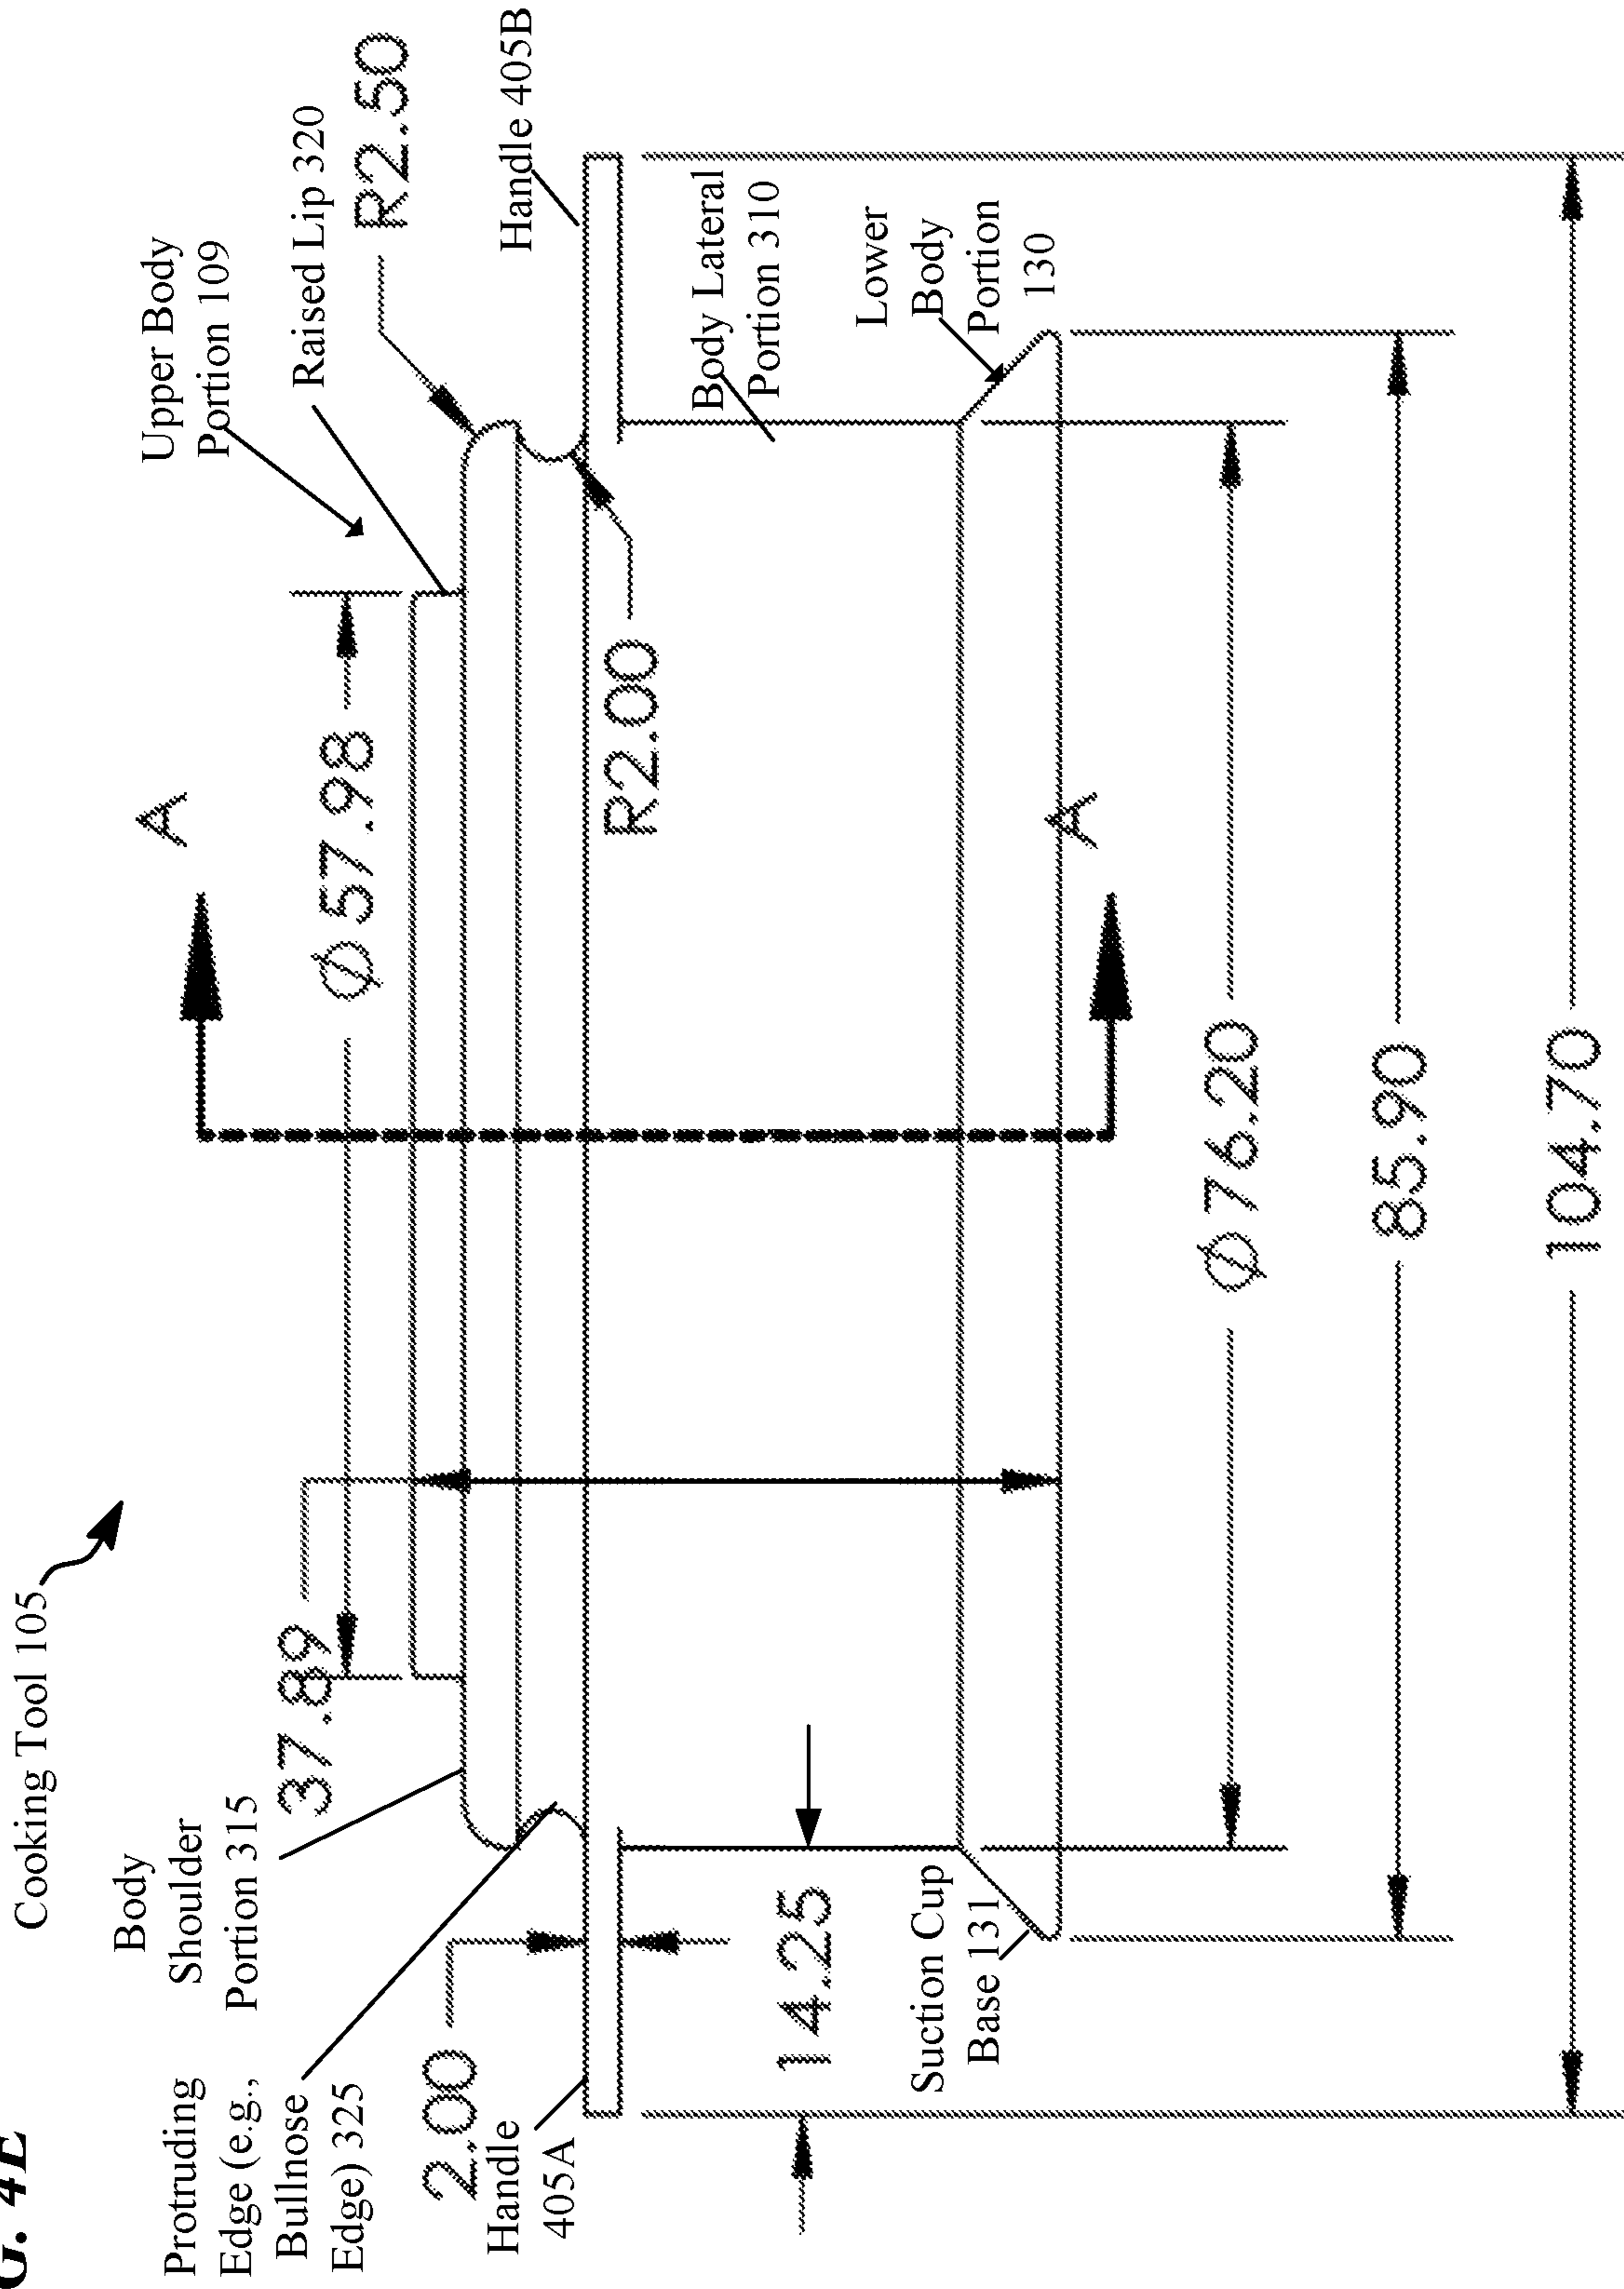 G. 4E
Cooking Tool 105
Upper Body
Portion 109
Raised Lip 320
R2.50
Handle 405B
A
⌀57.98
37.89
Body
Shoulder
Portion 315
Protruding
Edge (e.g.,
Bullnose
Edge) 325
2.00
Handle
405A
R2.00
Body Lateral
Portion 310
Lower
Body
Portion
130
14.25
Suction Cup
Base 131
A
⌀76.20
85.90
104.70